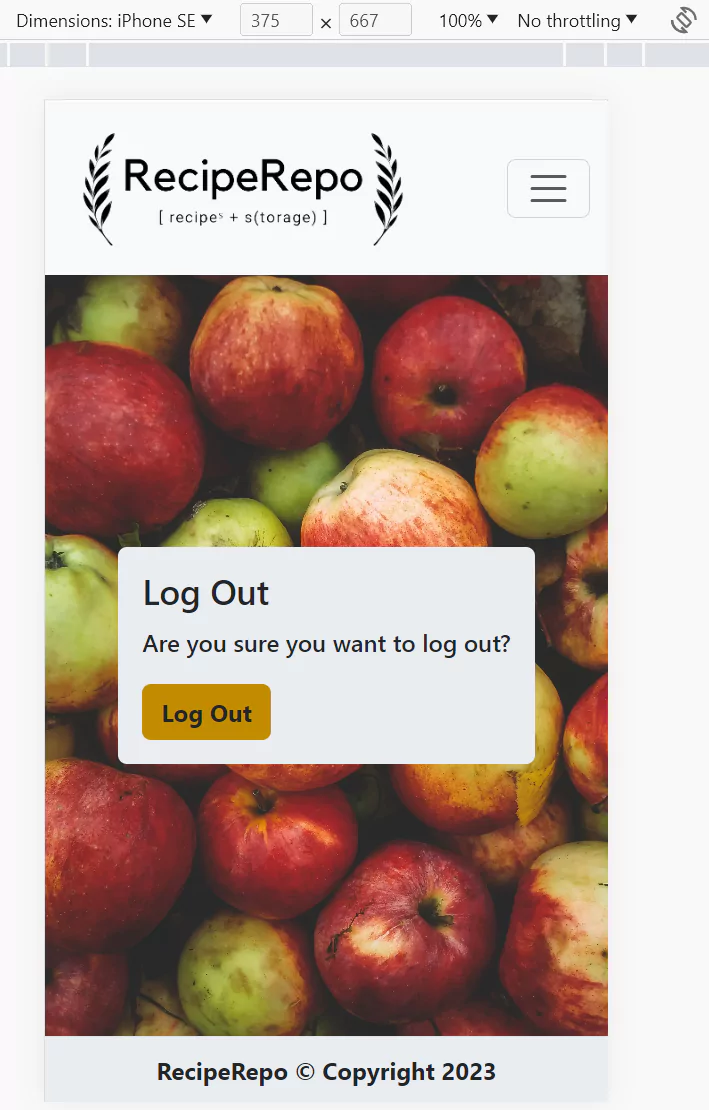 Dimensions: iPhone SE ▼ 375 × 667 100% ▼ No throttling ▼
RecipeRepo
[ recipeˢ + s(torage) ]
Log Out
Are you sure you want to log out?
Log Out
RecipeRepo © Copyright 2023